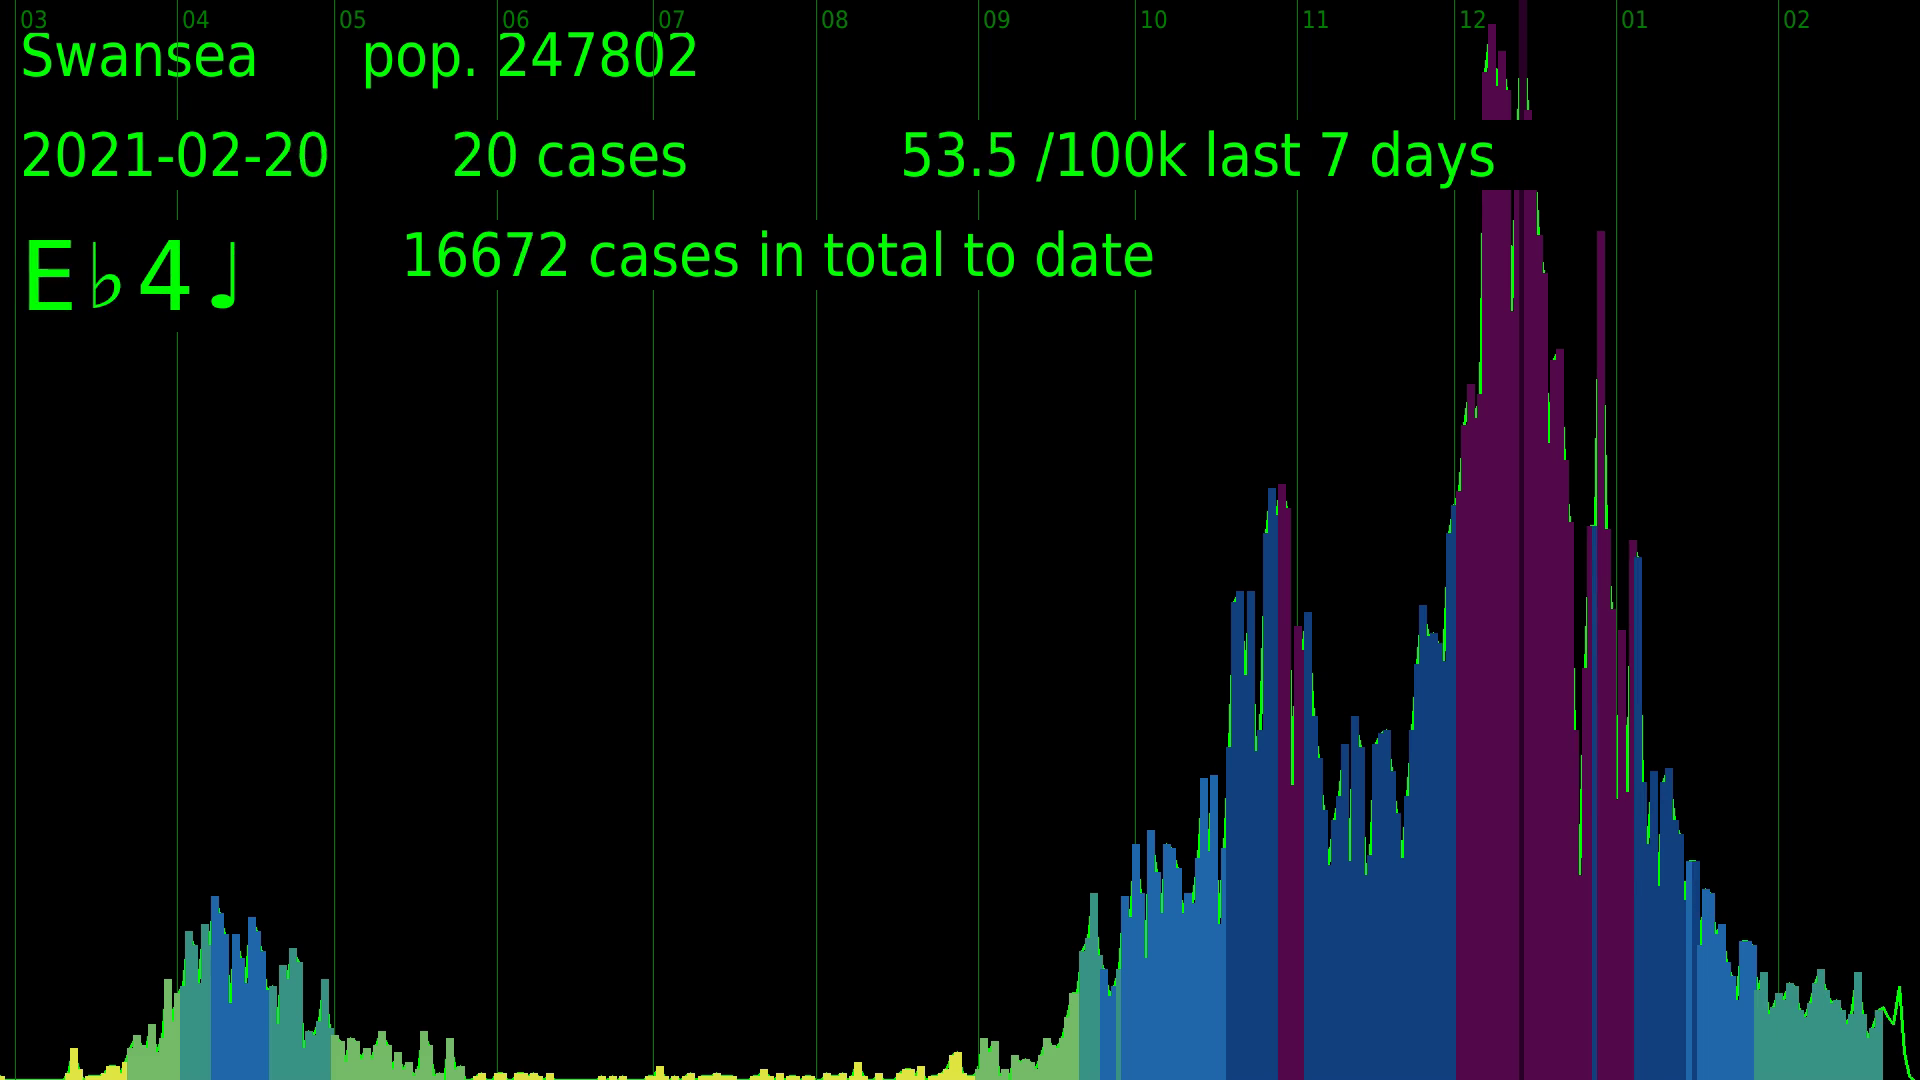 03 04 05 06 07 08 09 10 11 12 01 02
Swansea pop. 247802
2021-02-20 20 cases 53.5 /100k last 7 days
E♭4♩ 16672 cases in total to date